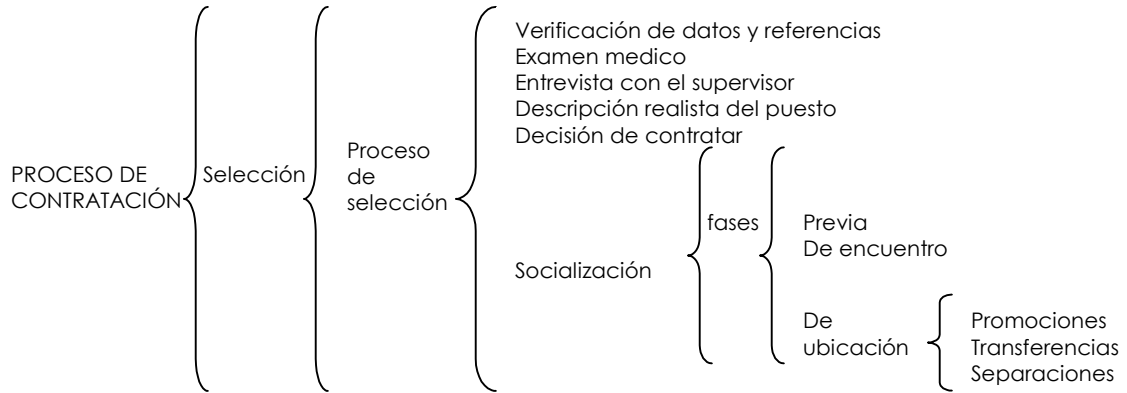 Verificación de datos y referencias
Examen medico
Entrevista con el supervisor
Descripción realista del puesto
Decisión de contratar
PROCESO DE
CONTRATACIÓN
Selección
Proceso
de
selección
Socialización
fases
Previa
De encuentro
De
ubicación
Promociones
Transferencias
Separaciones